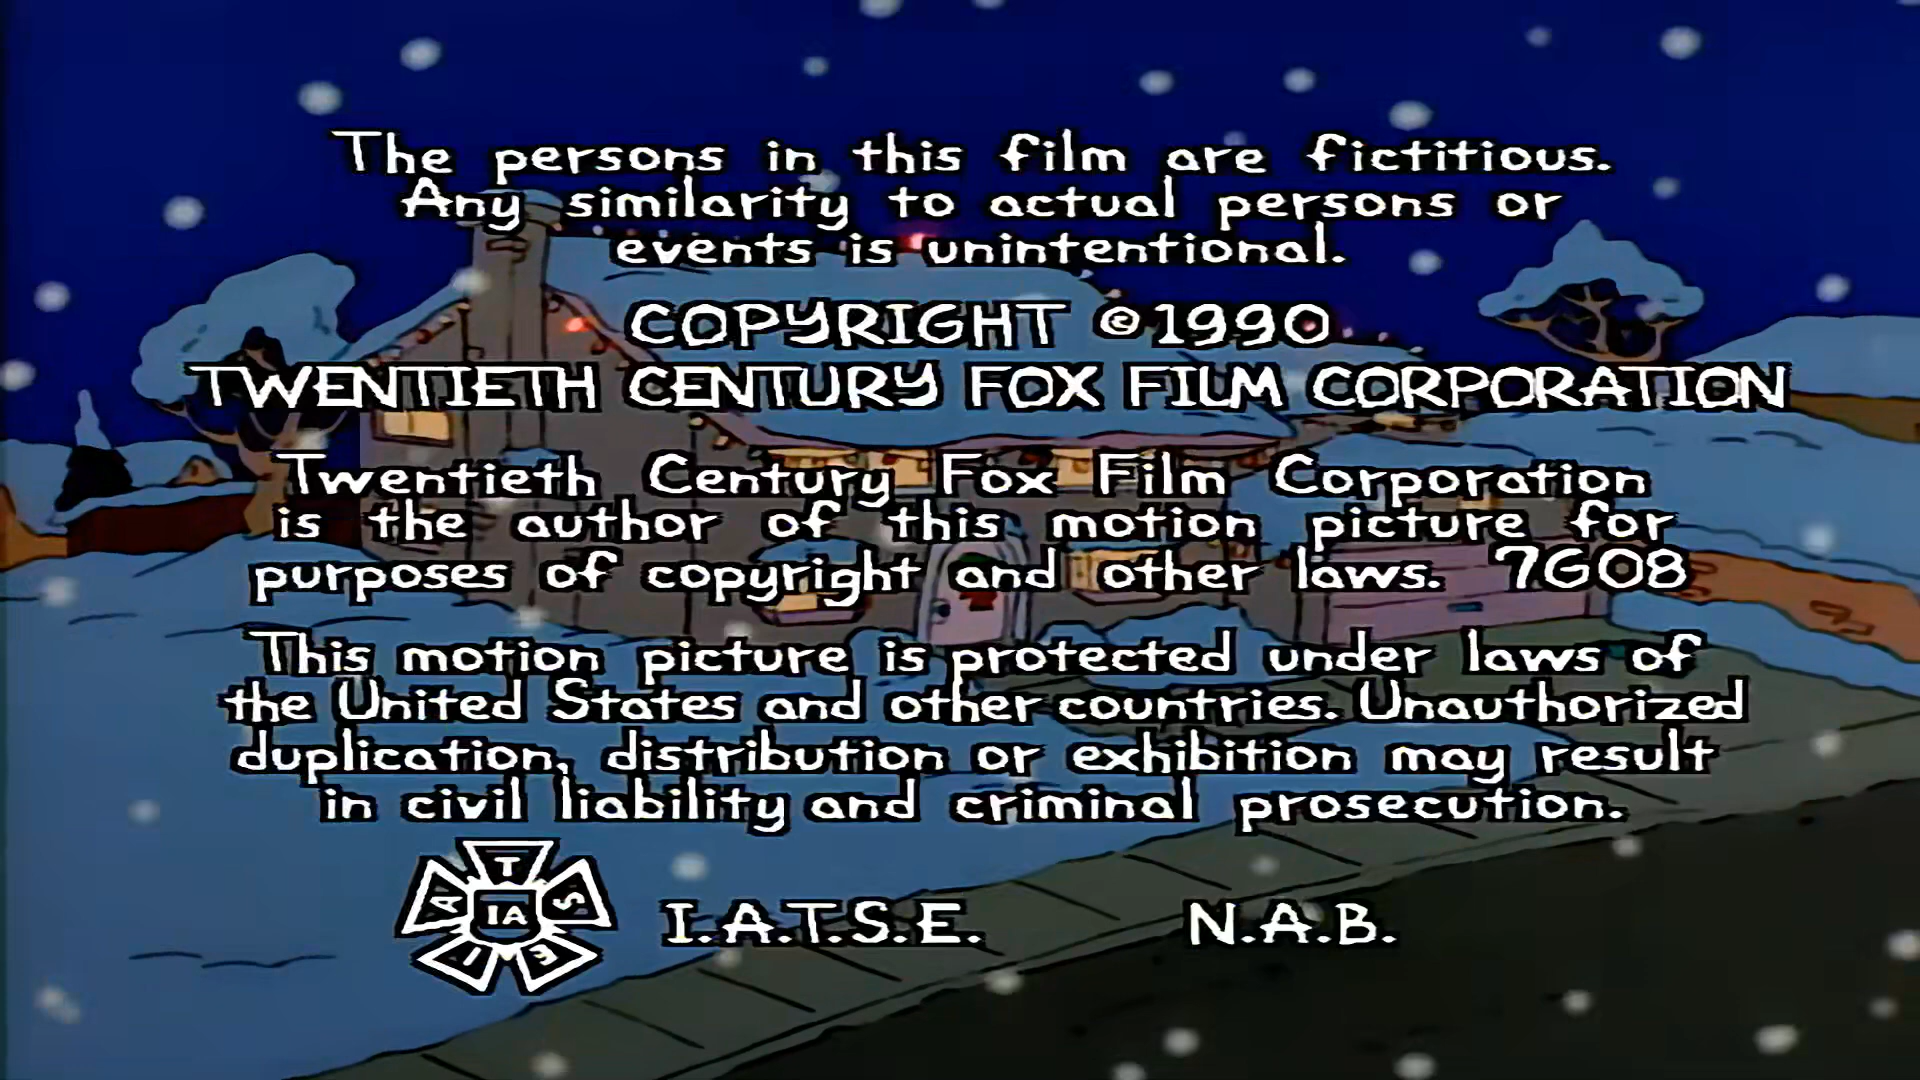 The persons in this film are fictitious.
Any similarity to actual persons or
events is unintentional.
COPYRIGHT ©1990
TWENTIETH CENTURY FOX FILM CORPORATION
Twentieth Century Fox Film Corporation
is the author of this motion picture for
purposes of copyright and other laws. 7G08
This motion picture is protected under laws of
the United States and other countries. Unauthorized
duplication, distribution or exhibition may result
in civil liability and criminal prosecution.
T
A IA S
I E
I.A.T.S.E. N.A.B.